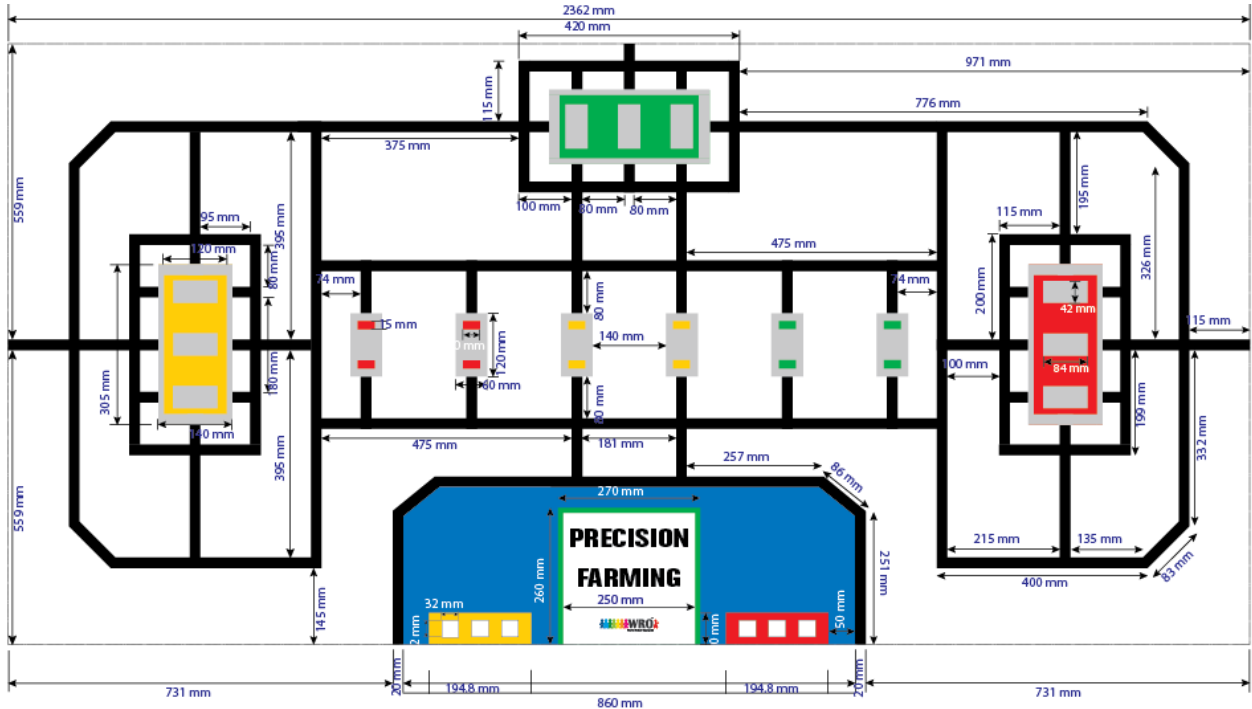 2362 mm
420 mm
971 mm
115 mm
776 mm
375 mm
559 mm
195 mm
100 mm
80 mm
80 mm
95 mm
395 mm
115 mm
120 mm
80 mm
475 mm
326 mm
74 mm
74 mm
200 mm
42 mm
80 mm
115 mm
15 mm
140 mm
120 mm
84 mm
100 mm
60 mm
305 mm
180 mm
199 mm
140 mm
475 mm
181 mm
332 mm
395 mm
257 mm
86 mm
559 mm
270 mm
PRECISION
FARMING
260 mm
250 mm
251 mm
215 mm
135 mm
83 mm
400 mm
145 mm
32 mm
WRO
50 mm
20 mm
194.8 mm
194.8 mm
20 mm
731 mm
860 mm
731 mm